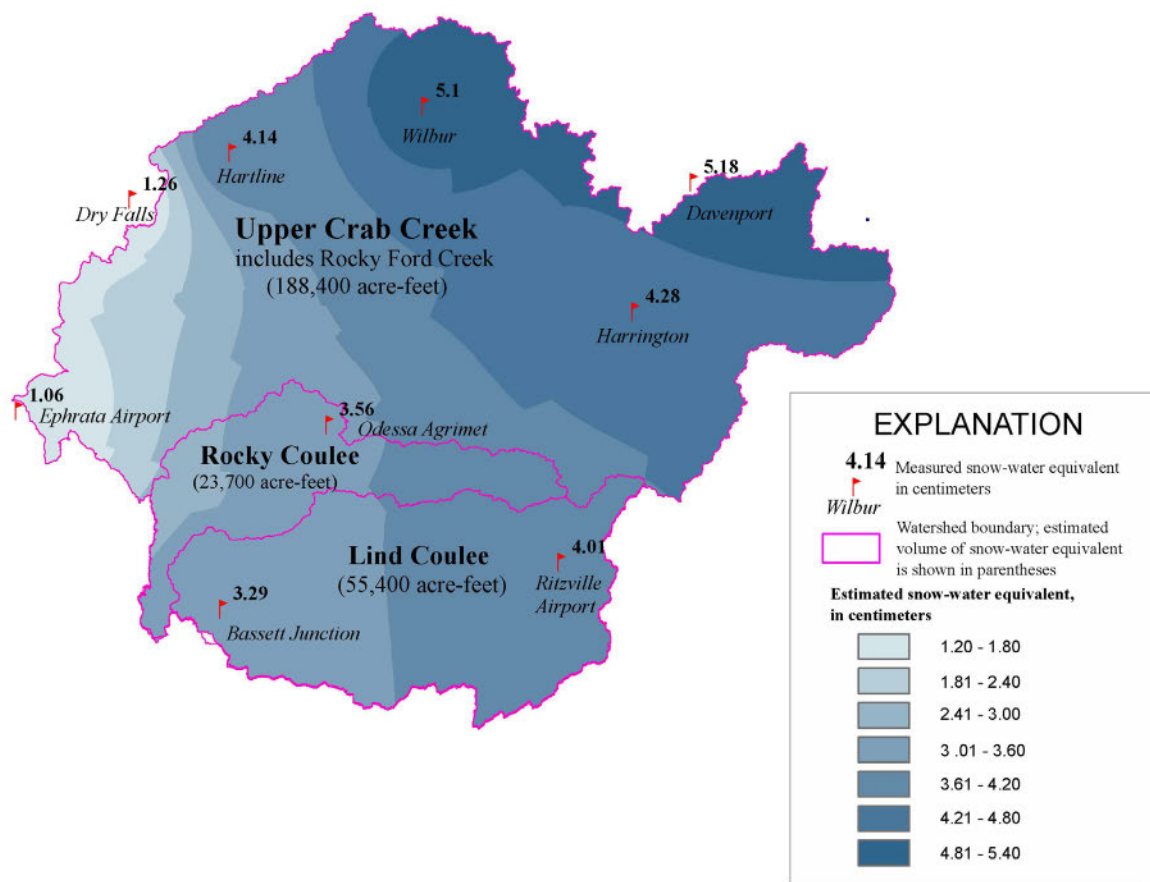 5.1
Wilbur
4.14
Hartline
1.26
Dry Falls
5.18
Davenport
Upper Crab Creek
includes Rocky Ford Creek
(188,400 acre-feet)
4.28
Harrington
1.06
Ephrata Airport
3.56
Odessa Agrimet
Rocky Coulee
(23,700 acre-feet)
Lind Coulee
(55,400 acre-feet)
4.01
Ritzville
Airport
3.29
Bassett Junction
EXPLANATION
4.14
Wilbur
Measured snow-water equivalent
in centimeters
Watershed boundary; estimated
volume of snow-water equivalent
is shown in parentheses
Estimated snow-water equivalent,
in centimeters
1.20 - 1.80
1.81 - 2.40
2.41 - 3.00
3 .01 - 3.60
3.61 - 4.20
4.21 - 4.80
4.81 - 5.40